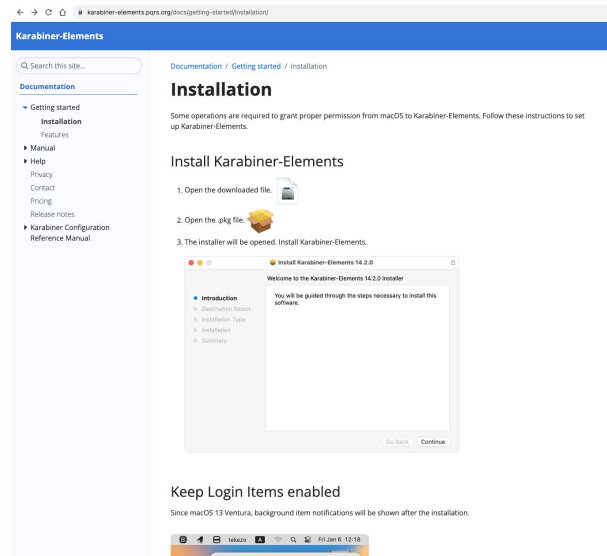 karabiner-elements.pqrs.org/docs/getting-started/installation/
Karabiner-Elements
Search this site...
Documentation
Getting started
Installation
Features
Manual
Help
Privacy
Contact
Pricing
Release notes
Karabiner Configuration
Reference Manual
Documentation / Getting started / Installation
Installation
Some operations are required to grant proper permission from macOS to Karabiner-Elements. Follow these instructions to set
up Karabiner-Elements.
Install Karabiner-Elements
1. Open the downloaded file.
2. Open the .pkg file.
3. The installer will be opened. Install Karabiner-Elements.
Install Karabiner-Elements 14.2.0
Welcome to the Karabiner-Elements 14.2.0 Installer
Introduction
Destination Select
Installation Type
Installation
Summary
You will be guided through the steps necessary to install this
software.
Go Back Continue
Keep Login Items enabled
Since macOS 13 Ventura, background item notifications will be shown after the installation.
tekezo A Fri Jan 6 12:18